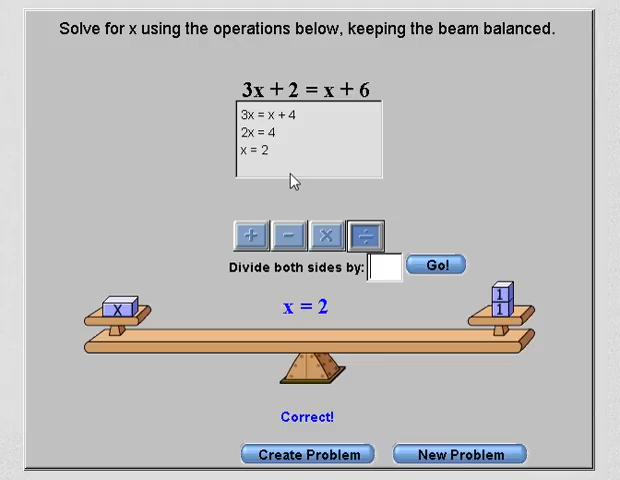 Solve for x using the operations below, keeping the beam balanced.
3x + 2 = x + 6
3x = x + 4
2x = 4
x = 2
+ − × ÷
Divide both sides by: Go!
x = 2
X
1
1
Correct!
Create Problem New Problem